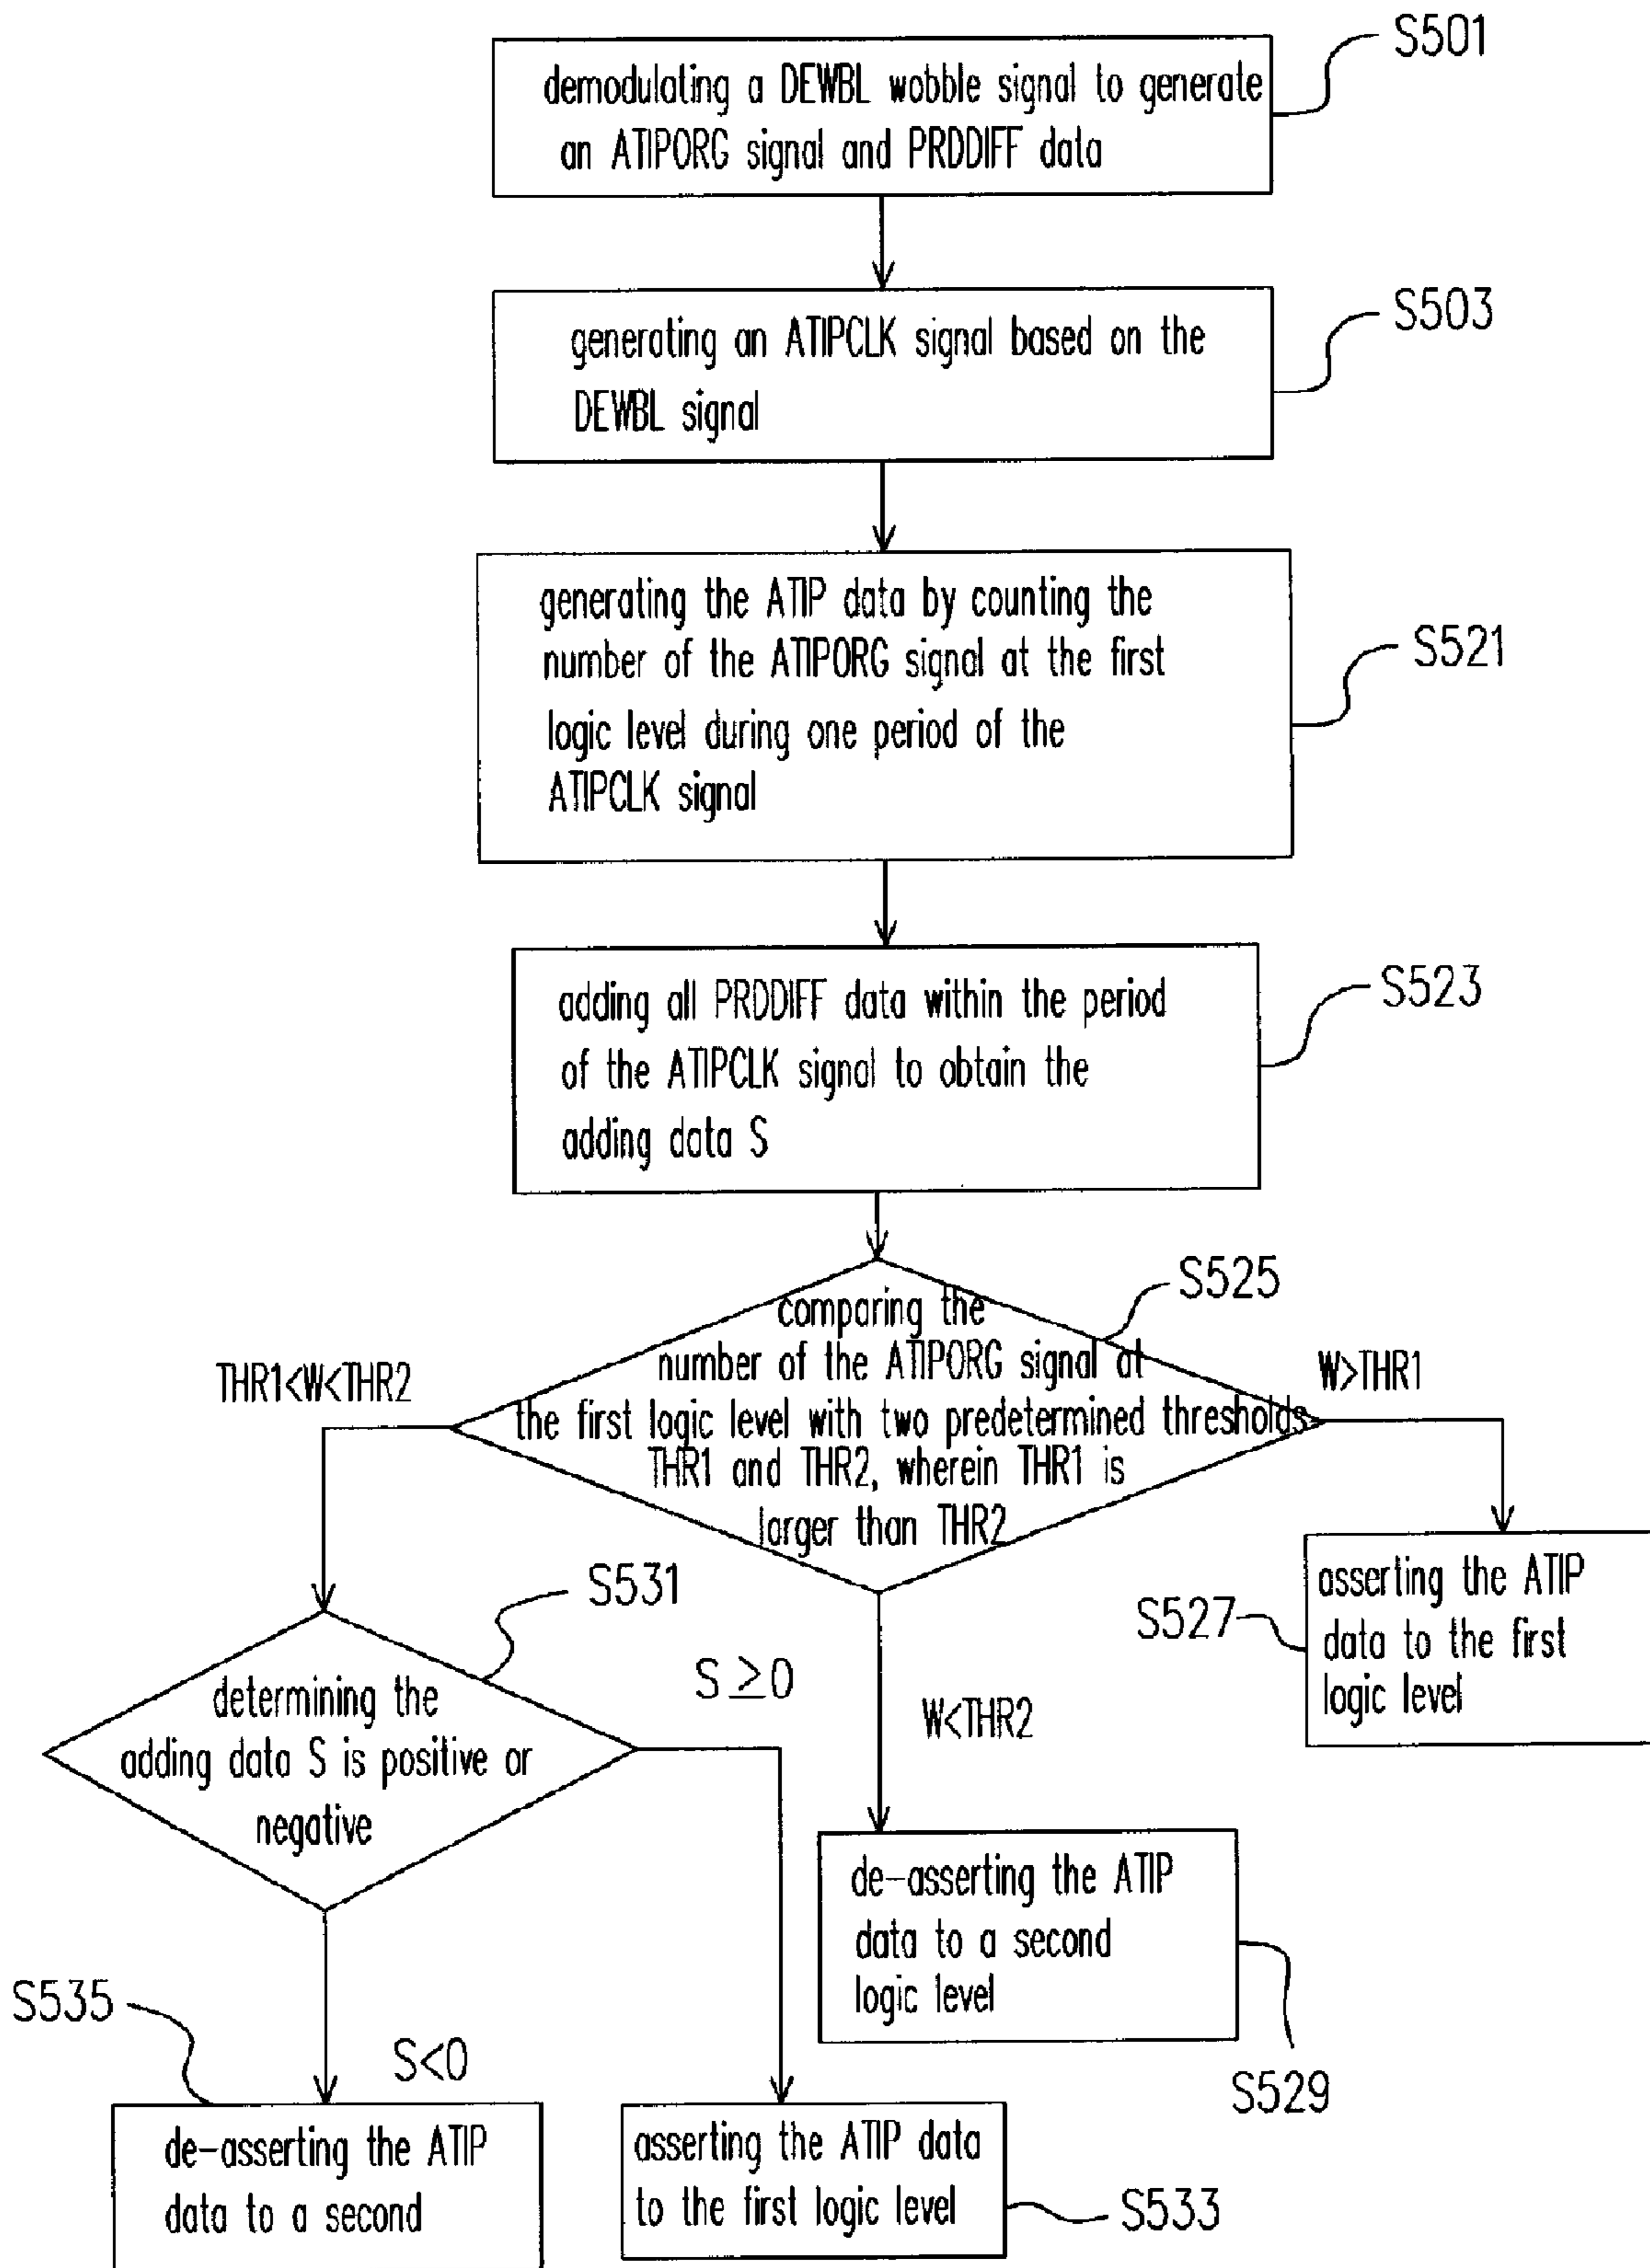 S501
demodulating a DEWBL wobble signal to generate
an ATIPORG signal and PRDDIFF data
S503
generating an ATIPCLK signal based on the
DEWBL signal
S521
generating the ATIP data by counting the
number of the ATIPORG signal at the first
logic level during one period of the
ATIPCLK signal
S523
adding all PRDDIFF data within the period
of the ATIPCLK signal to obtain the
adding data S
S525
comparing the
number of the ATIPORG signal at
the first logic level with two predetermined thresholds
THR1 and THR2, wherein THR1 is
larger than THR2
THR1<W<THR2
W>THR1
W<THR2
S527
asserting the ATIP
data to the first
logic level
S531
determining the
adding data S is positive or
negative
S≥0
S<0
de-asserting the ATIP
data to a second
logic level
S529
S535
de-asserting the ATIP
data to a second
asserting the ATIP data
to the first logic level
S533